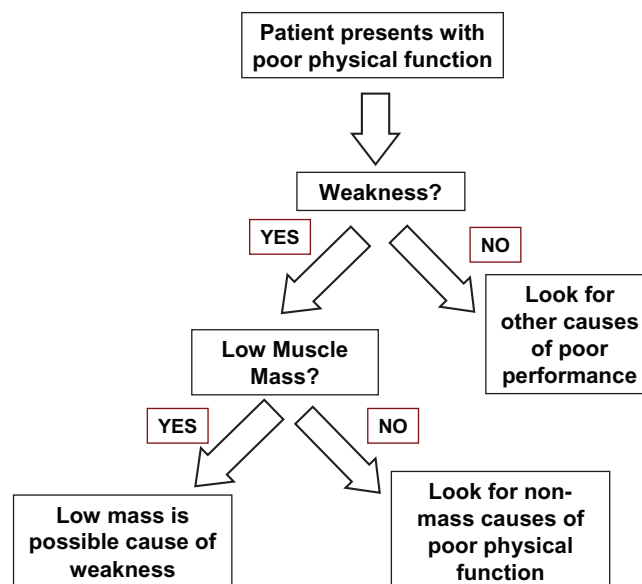 Patient presents with
poor physical function
Weakness?
YES
NO
Look for
other causes
of poor
performance
Low Muscle
Mass?
YES
NO
Low mass is
possible cause of
weakness
Look for non-
mass causes of
poor physical
function